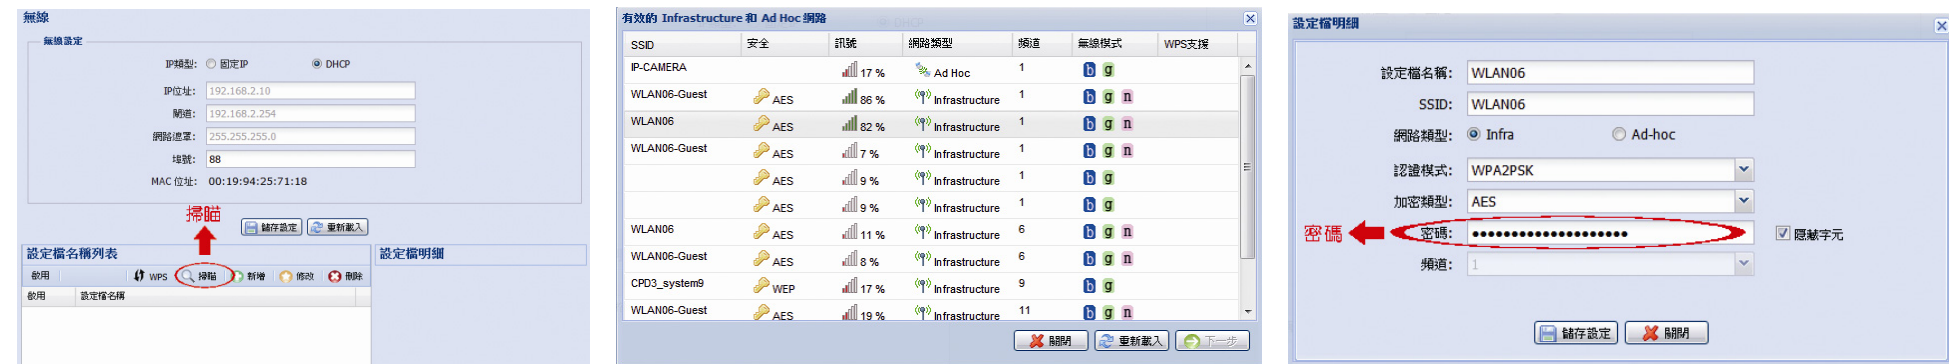 無線
無線設定
IP類型: 固定IP DHCP
IP位址: 192.168.2.10
閘道: 192.168.2.254
網路遮罩: 255.255.255.0
埠號: 88
MAC 位址: 00:19:94:25:71:18
掃瞄
儲存設定 重新載入
設定檔名稱列表 設定檔明細
啟用 WPS 掃瞄 新增 修改 刪除
啟用 設定檔名稱
有效的 Infrastructure 和 Ad Hoc 網路
SSID 安全 訊號 網路類型 頻道 無線模式 WPS支援
IP-CAMERA 17 % Ad Hoc 1 b g
WLAN06-Guest AES 86 % Infrastructure 1 b g n
WLAN06 AES 82 % Infrastructure 1 b g n
WLAN06-Guest AES 7 % Infrastructure 1 b g n
AES 9 % Infrastructure 1 b g
AES 9 % Infrastructure 1 b g
WLAN06 AES 11 % Infrastructure 6 b g n
WLAN06-Guest AES 8 % Infrastructure 6 b g n
CPD3_system9 WEP 17 % Infrastructure 9 b g
WLAN06-Guest AES 19 % Infrastructure 11 b g n
關閉 重新載入 下一步
設定檔明細
設定檔名稱: WLAN06
SSID: WLAN06
網路類型: Infra Ad-hoc
認證模式: WPA2PSK
加密類型: AES
密碼 密碼: ●●●●●●●●●●●●●●●●●●●● 隱藏字元
頻道: 1
儲存設定 關閉